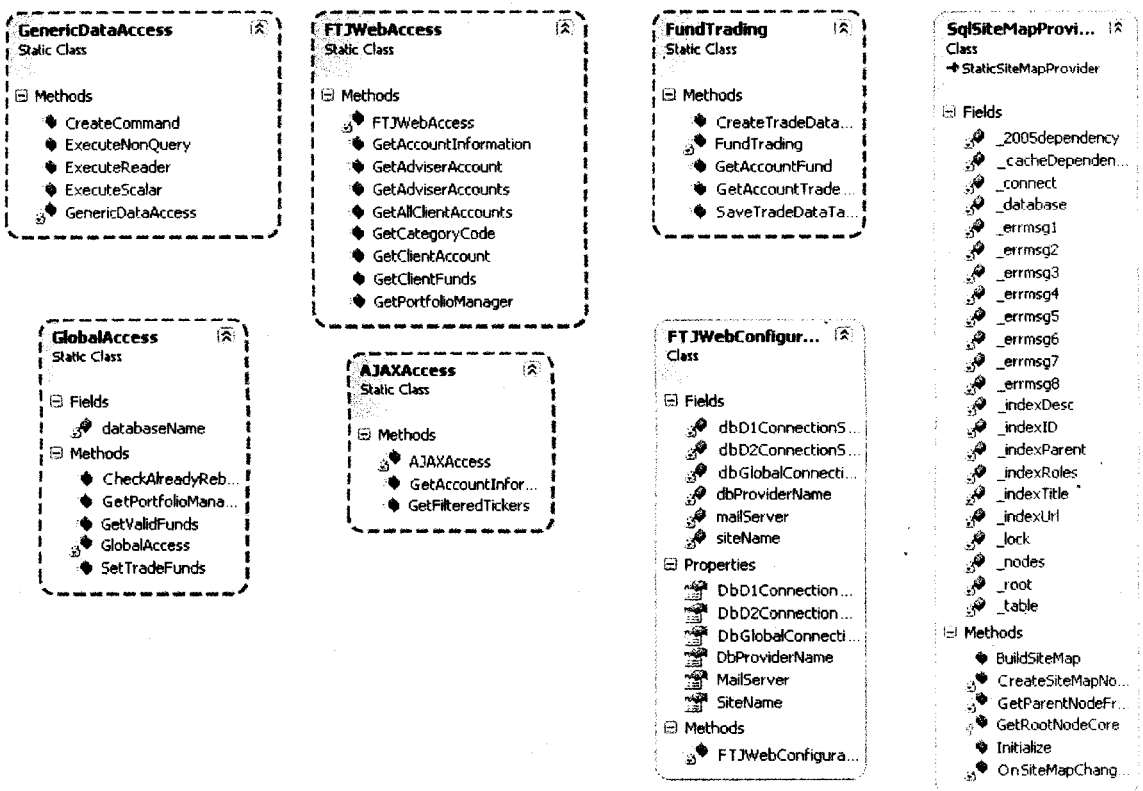 GenericDataAccess
Static Class
Methods
CreateCommand
ExecuteNonQuery
ExecuteReader
ExecuteScalar
GenericDataAccess
FTJWebAccess
Static Class
Methods
FTJWebAccess
GetAccountInformation
GetAdviserAccount
GetAdviserAccounts
GetAllClientAccounts
GetCategoryCode
GetClientAccount
GetClientFunds
GetPortfolioManager
FundTrading
Static Class
Methods
CreateTradeData...
FundTrading
GetAccountFund
GetAccountTrade...
SaveTradeDataTa...
SqlSiteMapProvi...
Class
StaticSiteMapProvider
Fields
_2005dependency
_cacheDependen...
_connect
_database
_errmsg1
_errmsg2
_errmsg3
_errmsg4
_errmsg5
_errmsg6
_errmsg7
_errmsg8
_indexDesc
_indexID
_indexParent
_indexRoles
_indexTitle
_indexUrl
_lock
_nodes
_root
_table
Methods
BuildSiteMap
CreateSiteMapNo...
GetParentNodeFr...
GetRootNodeCore
Initialize
OnSiteMapChang...
GlobalAccess
Static Class
Fields
databaseName
Methods
CheckAlreadyReb...
GetPortfolioMana...
GetValidFunds
GlobalAccess
SetTradeFunds
AJAXAccess
Static Class
Methods
AJAXAccess
GetAccountInfor...
GetFilteredTickers
FTJWebConfigur...
Class
Fields
dbD1ConnectionS...
dbD2ConnectionS...
dbGlobalConnecti...
dbProviderName
mailServer
siteName
Properties
DbD1Connection...
DbD2Connection...
DbGlobalConnecti...
DbProviderName
MailServer
SiteName
Methods
FTJWebConfigura...